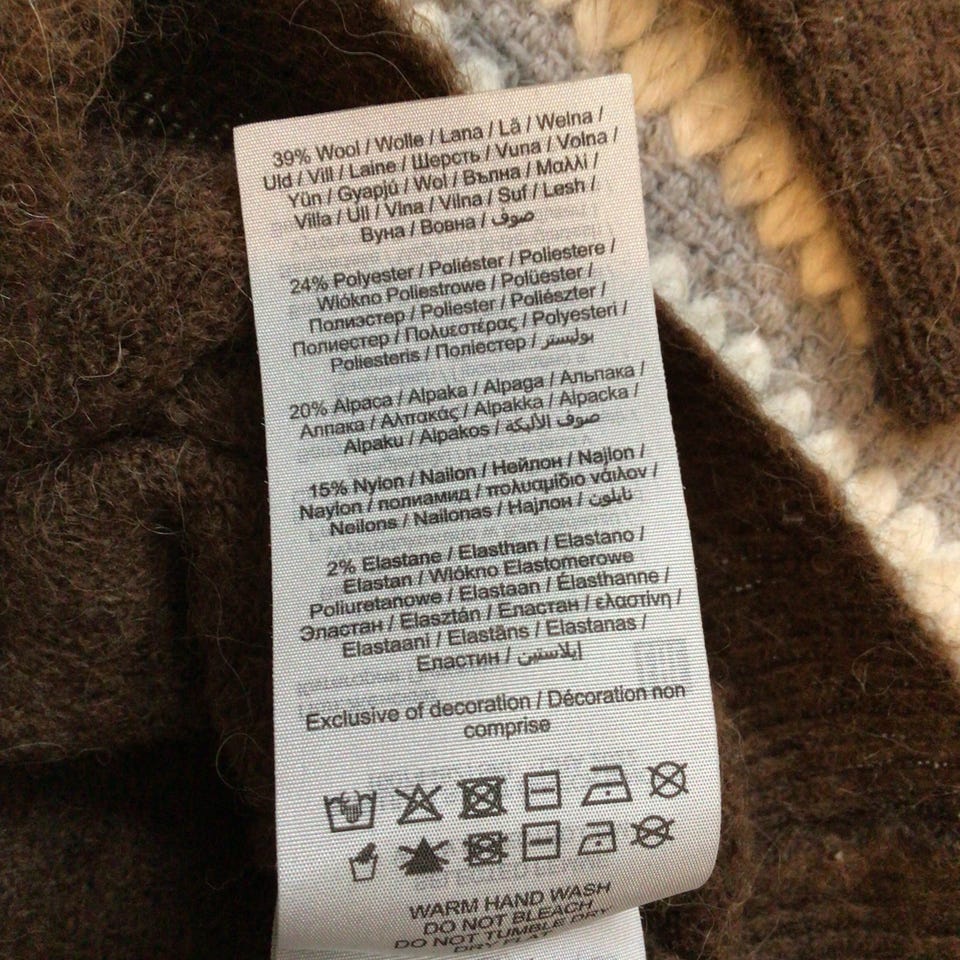 39% Wool / Wolle / Lana / Lã / Wełna /
Uld / Vill / Laine / Шерсть / Vuna / Volna /
Yün / Gyapjú / Wol / Вълна / Μαλλί /
Villa / Ull / Vlna / Vilna / Suf / Lesh /
Вуна / Вовна / صوف
24% Polyester / Poliéster / Poliestere /
Włókno Poliestrowe / Polüester /
Полиэстер / Poliester / Poliészter /
Полиестер / Πολυεστέρας / Polyesteri /
Poliesteris / Поліестер / بوليستر
20% Alpaca / Alpaka / Alpaga / Альпака /
Алпака / Αλπακάς / Alpakka / Alpacka /
Alpaku / Alpakos / صوف الألبكة
15% Nylon / Nailon / Нейлон / Najlon /
Naylon / полиамид / πολυαμίδιο νάιλον /
Neilons / Nailonas / Најлон / نايلون
2% Elastane / Elasthan / Elastano /
Elastan / Włókno Elastomerowe
Poliuretanowe / Elastaan / Élasthanne /
Эластан / Elasztán / Еластан / ελαστίνη /
Elastaani / Elastāns / Elastanas /
Еластин / إيلاستين
Exclusive of decoration / Décoration non
comprise
WARM HAND WASH
DO NOT BLEACH
DO NOT TUMBLE DRY
DRY FLAT